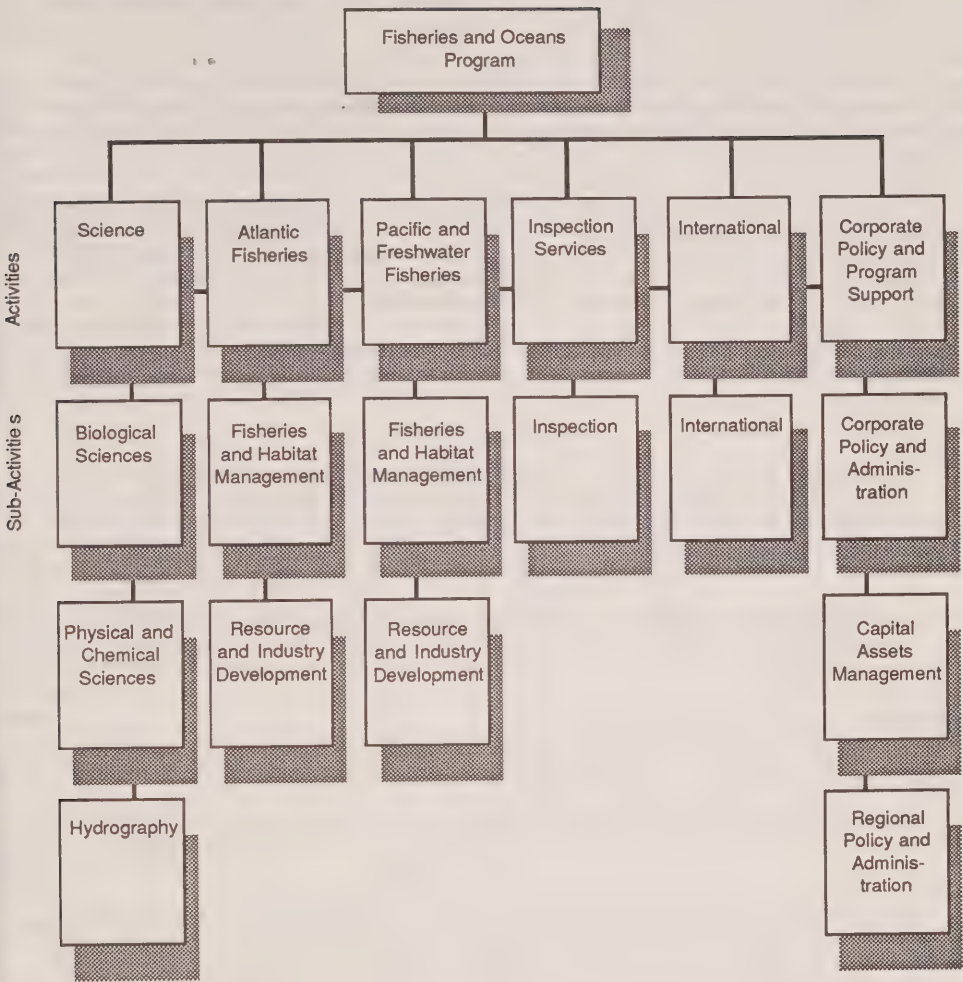 Fisheries and Oceans
Program
Activities
Science
Atlantic
Fisheries
Pacific and
Freshwater
Fisheries
Inspection
Services
International
Corporate
Policy and
Program
Support
Sub-Activities
Biological
Sciences
Fisheries
and Habitat
Management
Fisheries
and Habitat
Management
Inspection
International
Corporate
Policy and
Adminis-
tration
Physical and
Chemical
Sciences
Resource
and Industry
Development
Resource
and Industry
Development
Capital
Assets
Management
Hydrography
Regional
Policy and
Adminis-
tration